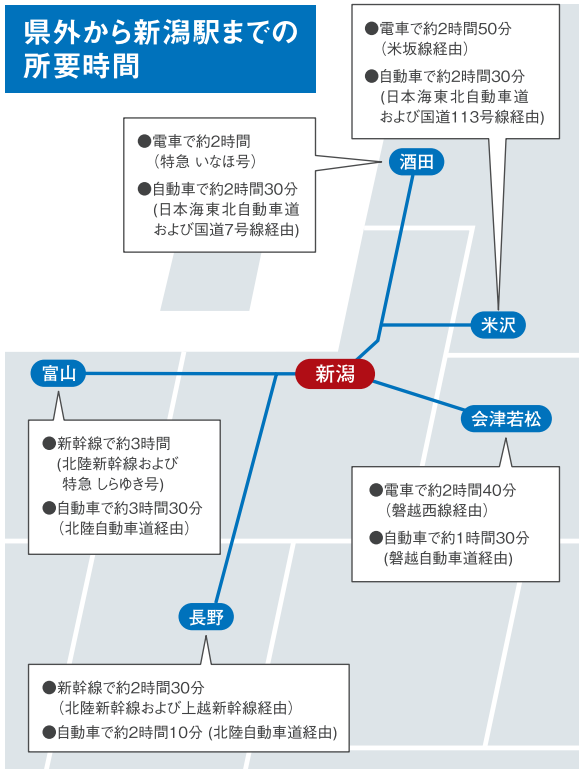 県外から新潟駅までの
所要時間
●電車で約2時間50分
（米坂線経由）
●自動車で約2時間30分
(日本海東北自動車道
および国道113号線経由)
●電車で約2時間
（特急 いなほ号）
●自動車で約2時間30分
(日本海東北自動車道
および国道7号線経由)
酒田
米沢
富山
新潟
会津若松
●新幹線で約3時間
(北陸新幹線および
特急 しらゆき号)
●自動車で約3時間30分
（北陸自動車道経由）
●電車で約2時間40分
（磐越西線経由）
●自動車で約1時間30分
(磐越自動車道経由)
長野
●新幹線で約2時間30分
（北陸新幹線および上越新幹線経由）
●自動車で約2時間10分 (北陸自動車道経由)